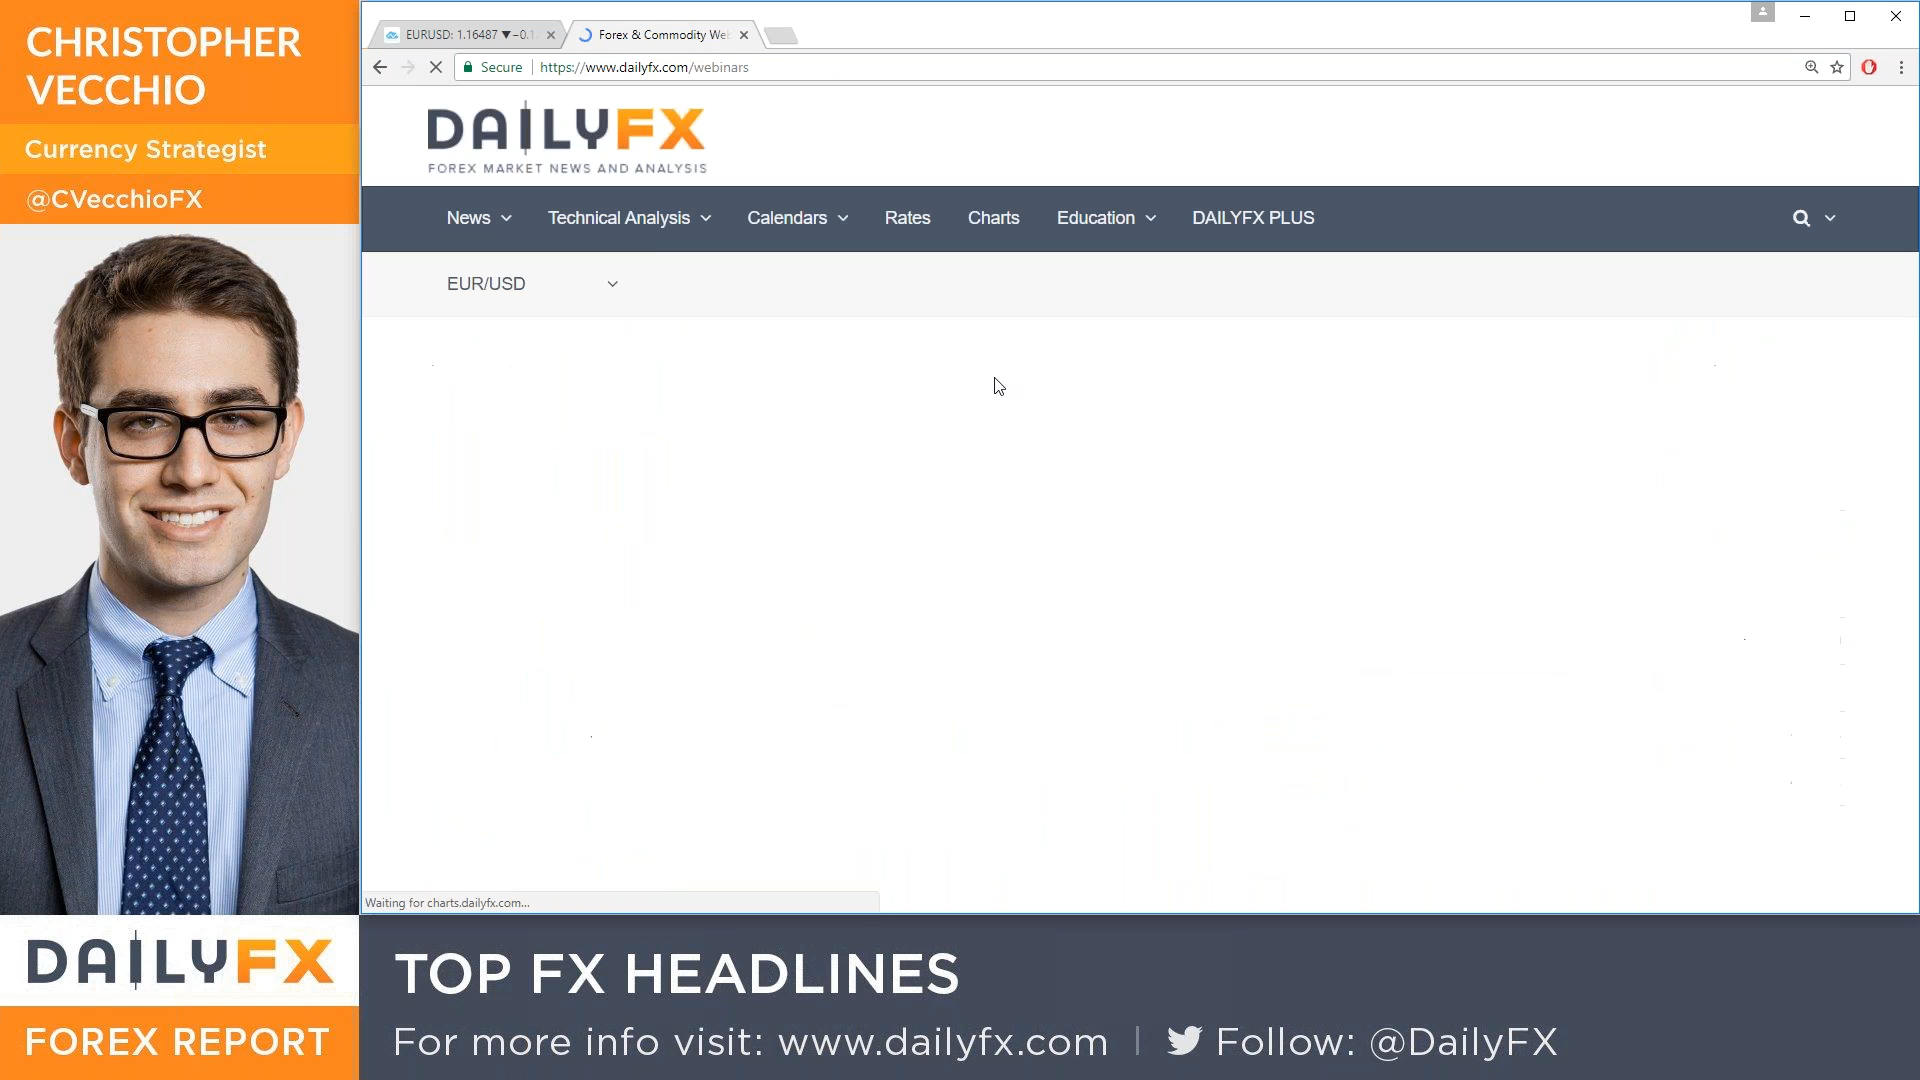 CHRISTOPHER
VECCHIO
Currency Strategist
@CVecchioFX
EURUSD: 1.16487 ▼−0.1
Forex & Commodity We
Secure
https://www.dailyfx.com/webinars
DAILYFX
FOREX MARKET NEWS AND ANALYSIS
News
Technical Analysis
Calendars
Rates
Charts
Education
DAILYFX PLUS
EUR/USD
Waiting for charts.dailyfx.com...
DAILYFX
FOREX REPORT
TOP FX HEADLINES
For more info visit: www.dailyfx.com | Follow: @DailyFX